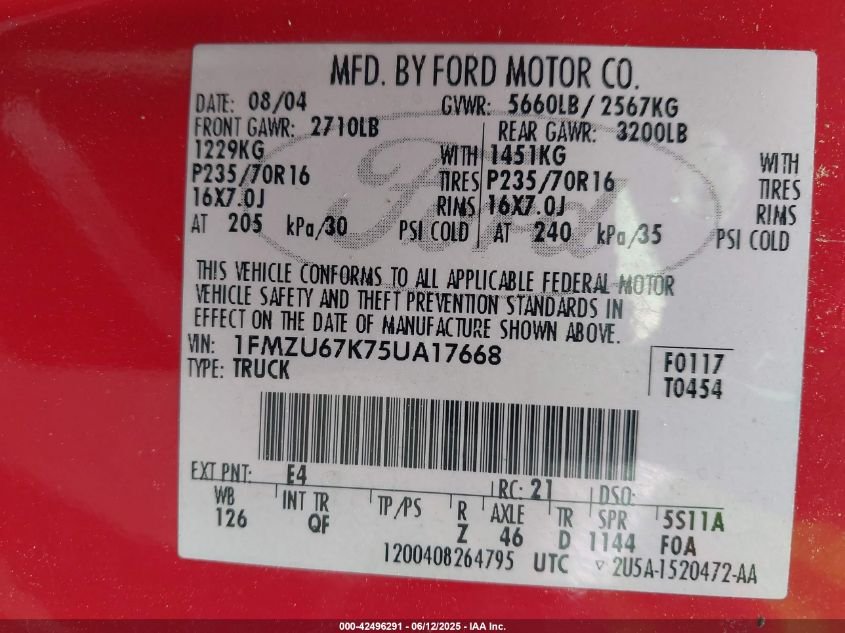 MFD. BY FORD MOTOR CO.
DATE: 08/04 GVWR: 5660LB / 2567KG
FRONT GAWR: 2710LB REAR GAWR: 3200LB
1229KG WITH 1451KG WITH
P235/70R16 TIRES P235/70R16 TIRES
16X7.0J RIMS 16X7.0J RIMS
AT 205 kPa/30 PSI COLD AT 240 kPa/35 PSI COLD
Ford
THIS VEHICLE CONFORMS TO ALL APPLICABLE FEDERAL MOTOR
VEHICLE SAFETY AND THEFT PREVENTION STANDARDS IN
EFFECT ON THE DATE OF MANUFACTURE SHOWN ABOVE.
VIN: 1FMZU67K75UA17668 F0117
TYPE: TRUCK T0454
EXT PNT: E4 RC: 21 DSO:
WB INT TR TP/PS R AXLE TR SPR 5S11A
126 QF Z 46 D 1144 F0A
1200408264795 UTC ▽ 2U5A-1520472-AA
000-42496291 - 06/12/2025 - IAA Inc.